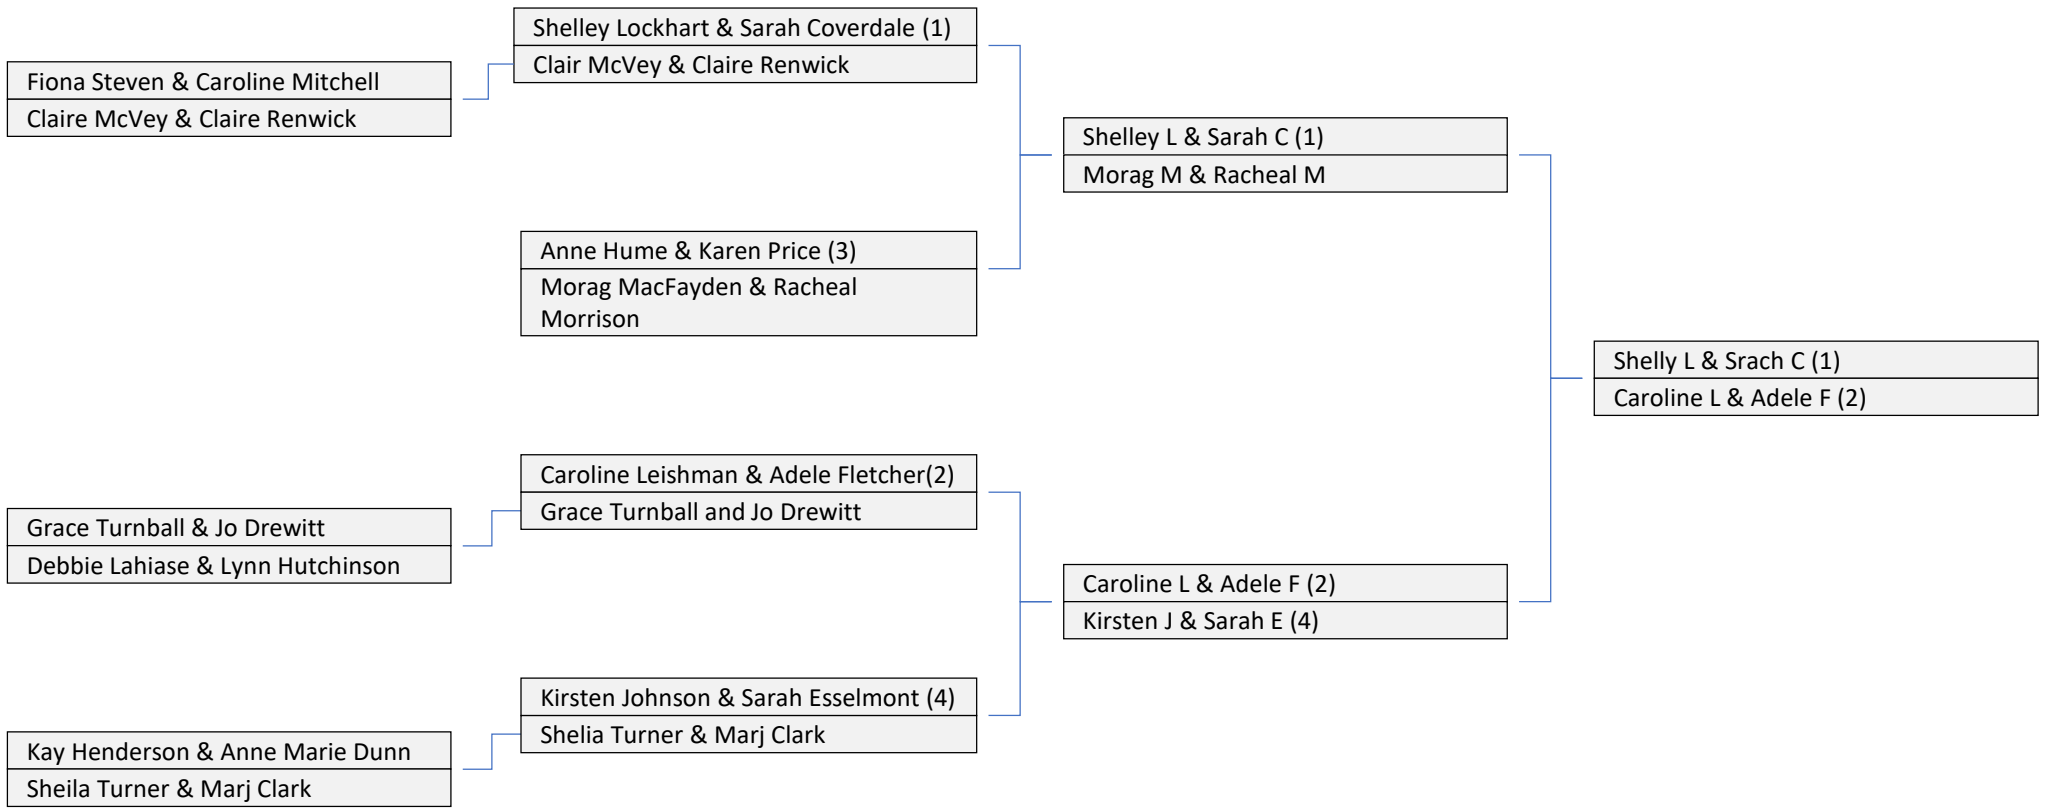 Shelley Lockhart & Sarah Coverdale (1)
Clair McVey & Claire Renwick
Fiona Steven & Caroline Mitchell
Claire McVey & Claire Renwick
Shelley L & Sarah C (1)
Morag M & Racheal M
Anne Hume & Karen Price (3)
Morag MacFayden & Racheal
Morrison
Shelly L & Srach C (1)
Caroline L & Adele F (2)
Caroline Leishman & Adele Fletcher(2)
Grace Turnball and Jo Drewitt
Grace Turnball & Jo Drewitt
Debbie Lahiase & Lynn Hutchinson
Caroline L & Adele F (2)
Kirsten J & Sarah E (4)
Kirsten Johnson & Sarah Esselmont (4)
Shelia Turner & Marj Clark
Kay Henderson & Anne Marie Dunn
Sheila Turner & Marj Clark